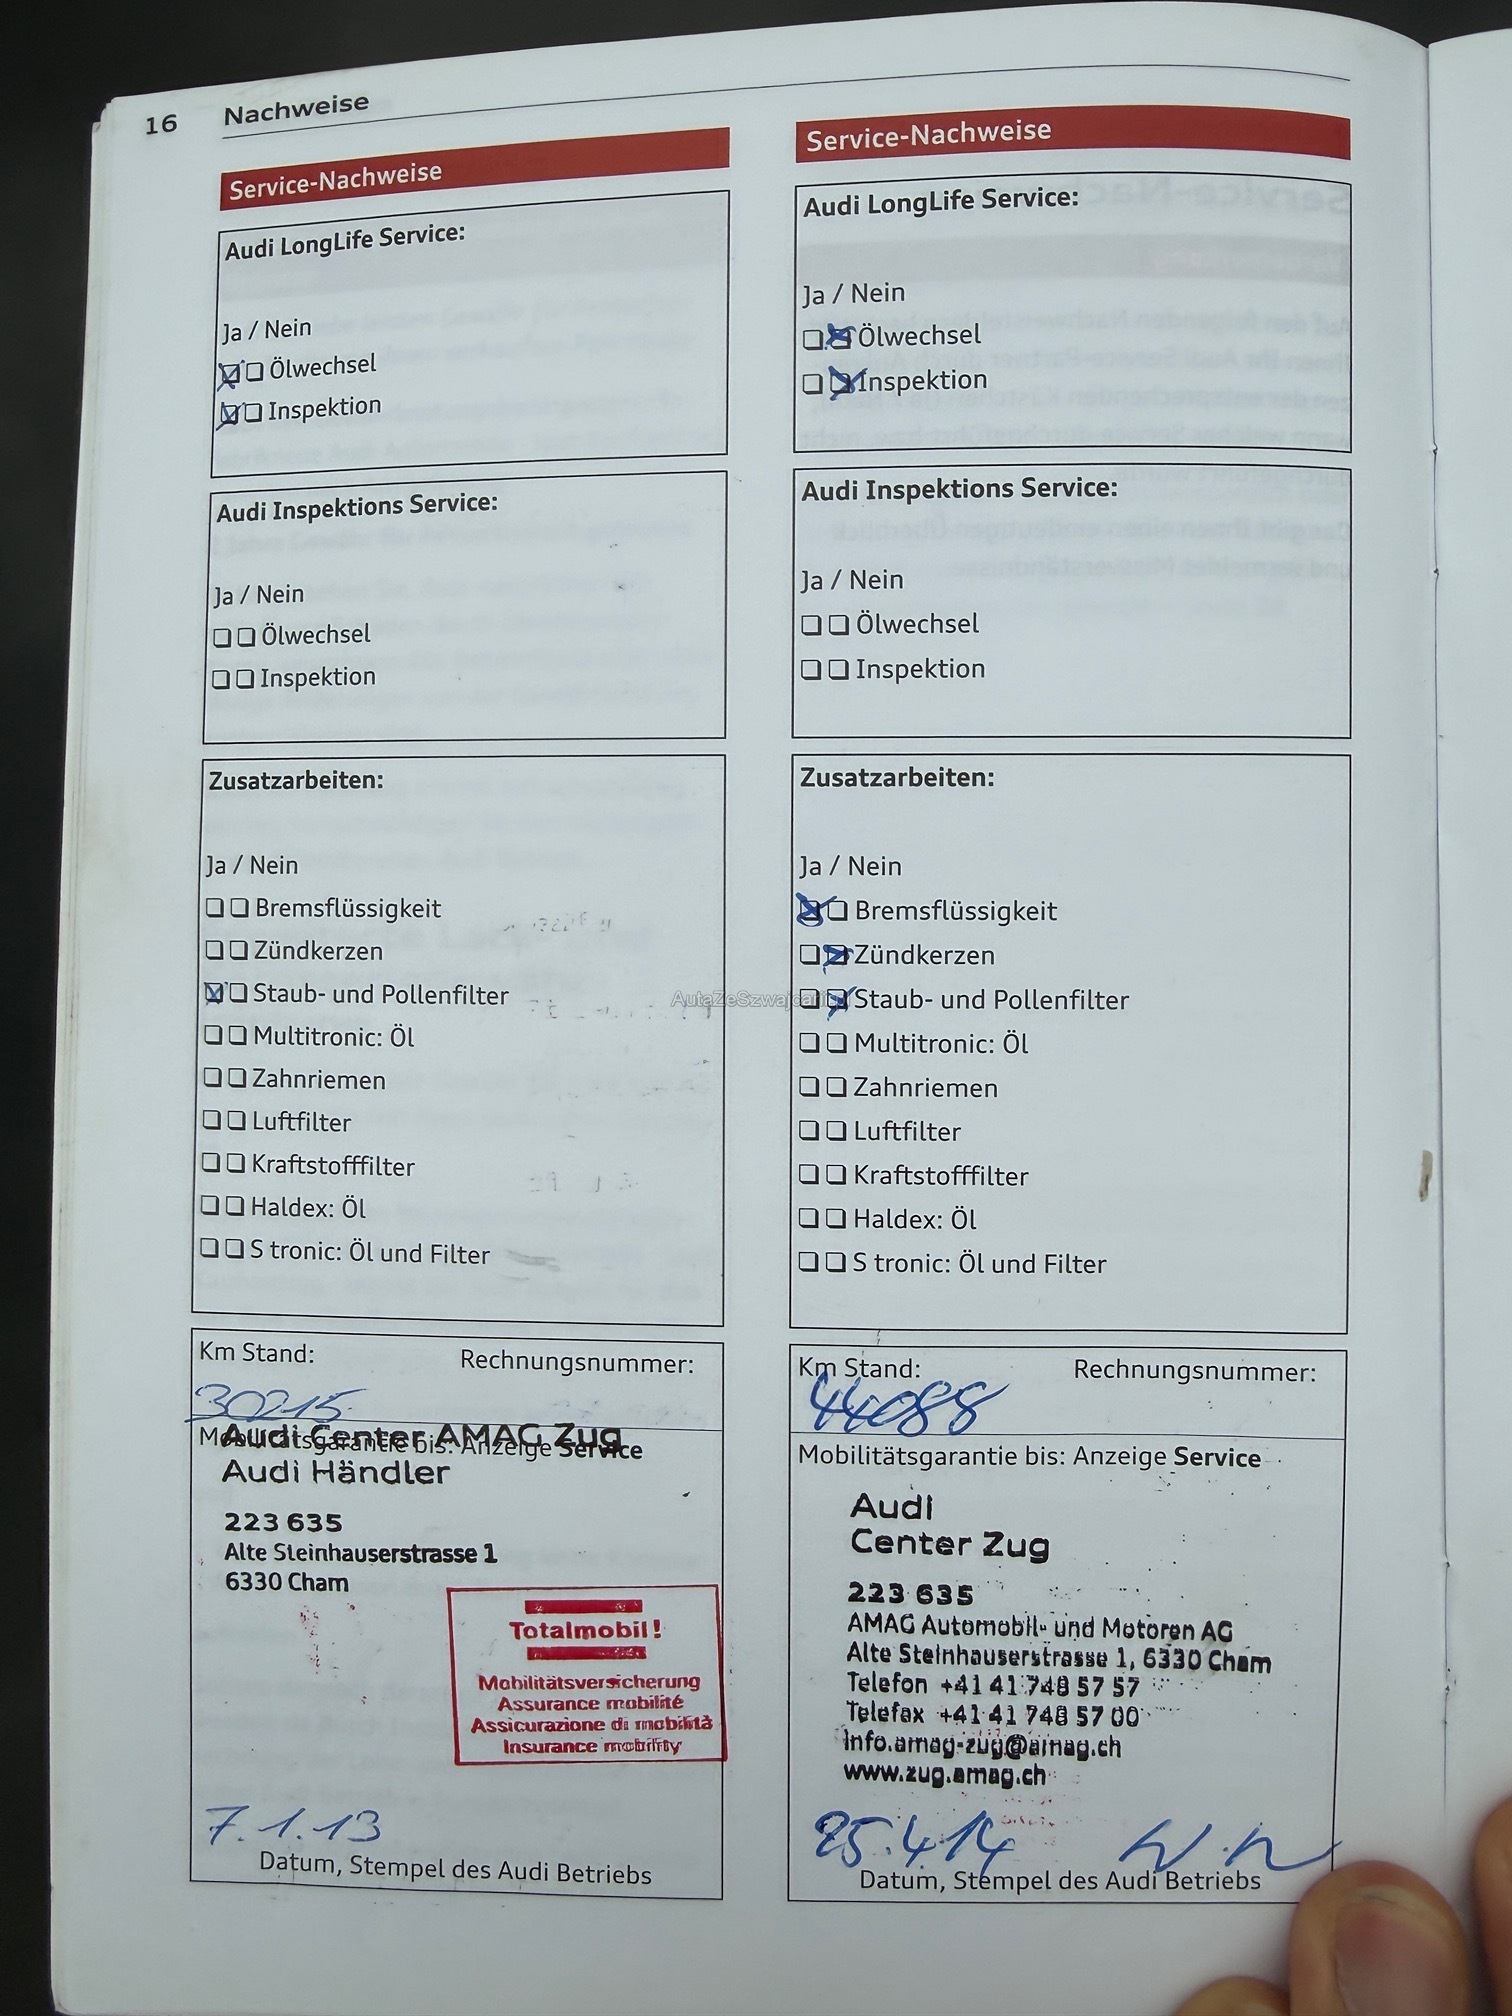 16 Nachweise
Service-Nachweise
Audi LongLife Service:
Ja / Nein
Ölwechsel
Inspektion
Audi Inspektions Service:
Ja / Nein
Ölwechsel
Inspektion
Zusatzarbeiten:
Ja / Nein
Bremsflüssigkeit
Zündkerzen
Staub- und Pollenfilter
Multitronic: Öl
Zahnriemen
Luftfilter
Kraftstofffilter
Haldex: Öl
S tronic: Öl und Filter
Km Stand: Rechnungsnummer:
30215
Audi Center AMAG Zug
Mobilitätsgarantie bis: Anzeige Service
Audi Händler
223 635
Alte Steinhauserstrasse 1
6330 Cham
Totalmobil!
Mobilitätsversicherung
Assurance mobilité
Assicurazione di mobilità
Insurance mobility
7.1.13
Datum, Stempel des Audi Betriebs
Service-Nachweise
Audi LongLife Service:
Ja / Nein
Ölwechsel
Inspektion
Audi Inspektions Service:
Ja / Nein
Ölwechsel
Inspektion
Zusatzarbeiten:
Ja / Nein
Bremsflüssigkeit
Zündkerzen
Staub- und Pollenfilter
Multitronic: Öl
Zahnriemen
Luftfilter
Kraftstofffilter
Haldex: Öl
S tronic: Öl und Filter
Km Stand: Rechnungsnummer:
44088
Mobilitätsgarantie bis: Anzeige Service
Audi
Center Zug
223 635
AMAG Automobil- und Motoren AG
Alte Steinhauserstrasse 1, 6330 Cham
Telefon +41 41 748 57 57
Telefax +41 41 748 57 00
info.amag-zug@amag.ch
www.zug.amag.ch
25.4.14
Datum, Stempel des Audi Betriebs